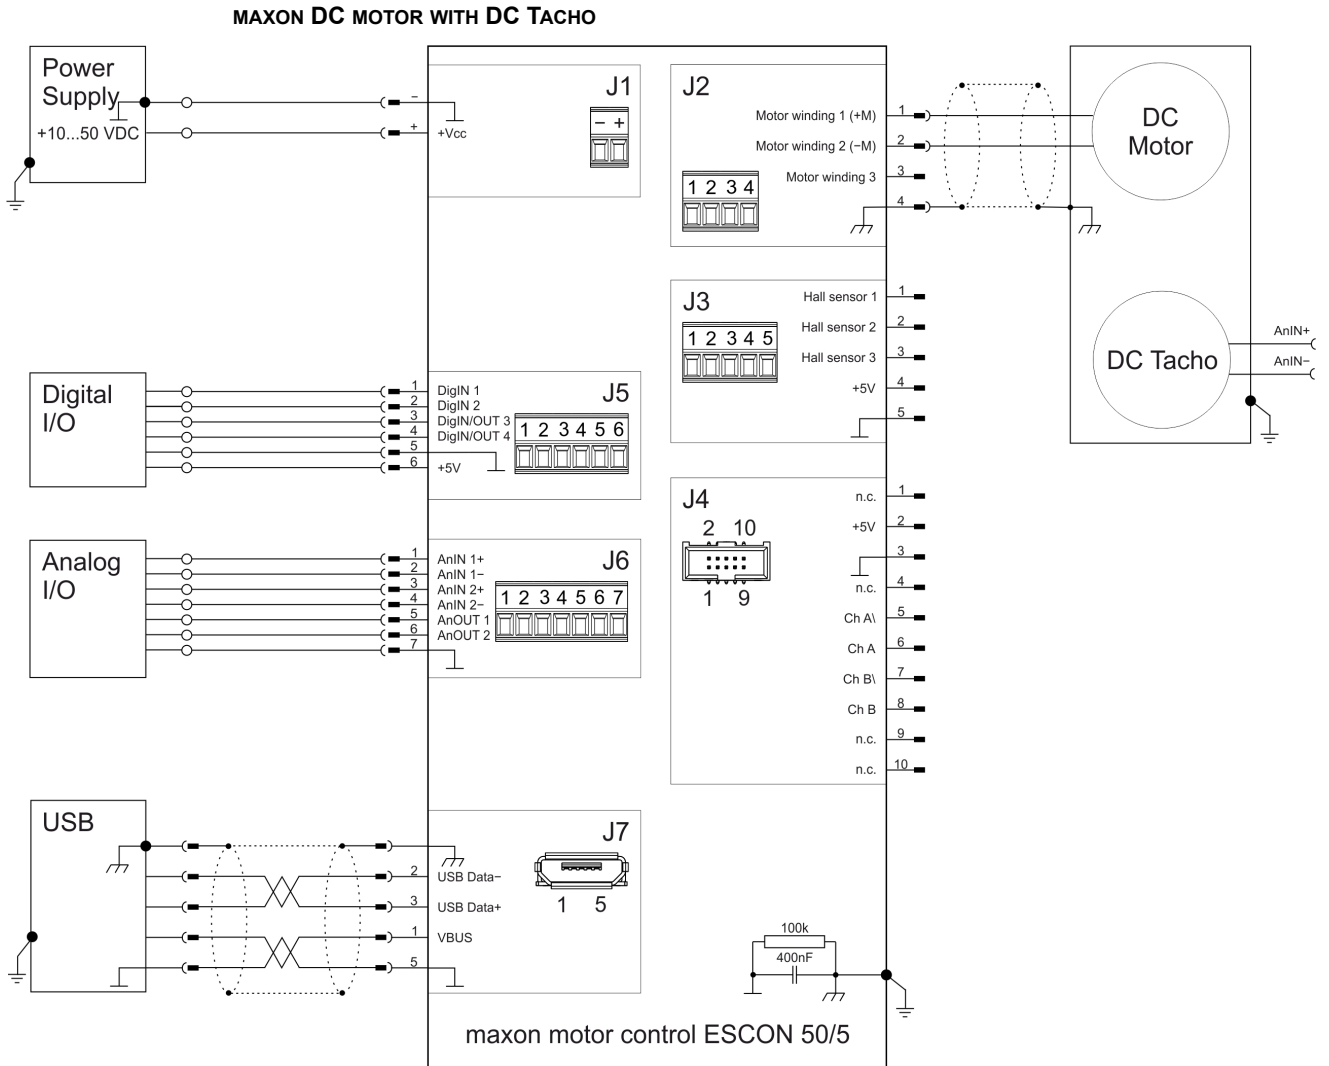 MAXON DC MOTOR WITH DC TACHO
Power
Supply
+10...50 VDC
−
+
+Vcc
J1
− +
J2
Motor winding 1 (+M)
1
Motor winding 2 (−M)
2
Motor winding 3
3
4
1 2 3 4
DC
Motor
J3
Hall sensor 1
1
Hall sensor 2
2
Hall sensor 3
3
+5V
4
5
1 2 3 4 5
DC Tacho
AnIN+
AnIN−
Digital
I/O
1
DigIN 1
2
DigIN 2
3
DigIN/OUT 3
4
DigIN/OUT 4
5
6
+5V
J5
1 2 3 4 5 6
J4
2 10
1 9
n.c.
1
+5V
2
3
n.c.
4
Ch A\
5
Ch A
6
Ch B\
7
Ch B
8
n.c.
9
n.c.
10
Analog
I/O
1
AnIN 1+
2
AnIN 1−
3
AnIN 2+
4
AnIN 2−
5
AnOUT 1
6
AnOUT 2
7
J6
1 2 3 4 5 6 7
USB
2
USB Data−
3
USB Data+
1
VBUS
5
J7
1 5
100k
400nF
maxon motor control ESCON 50/5